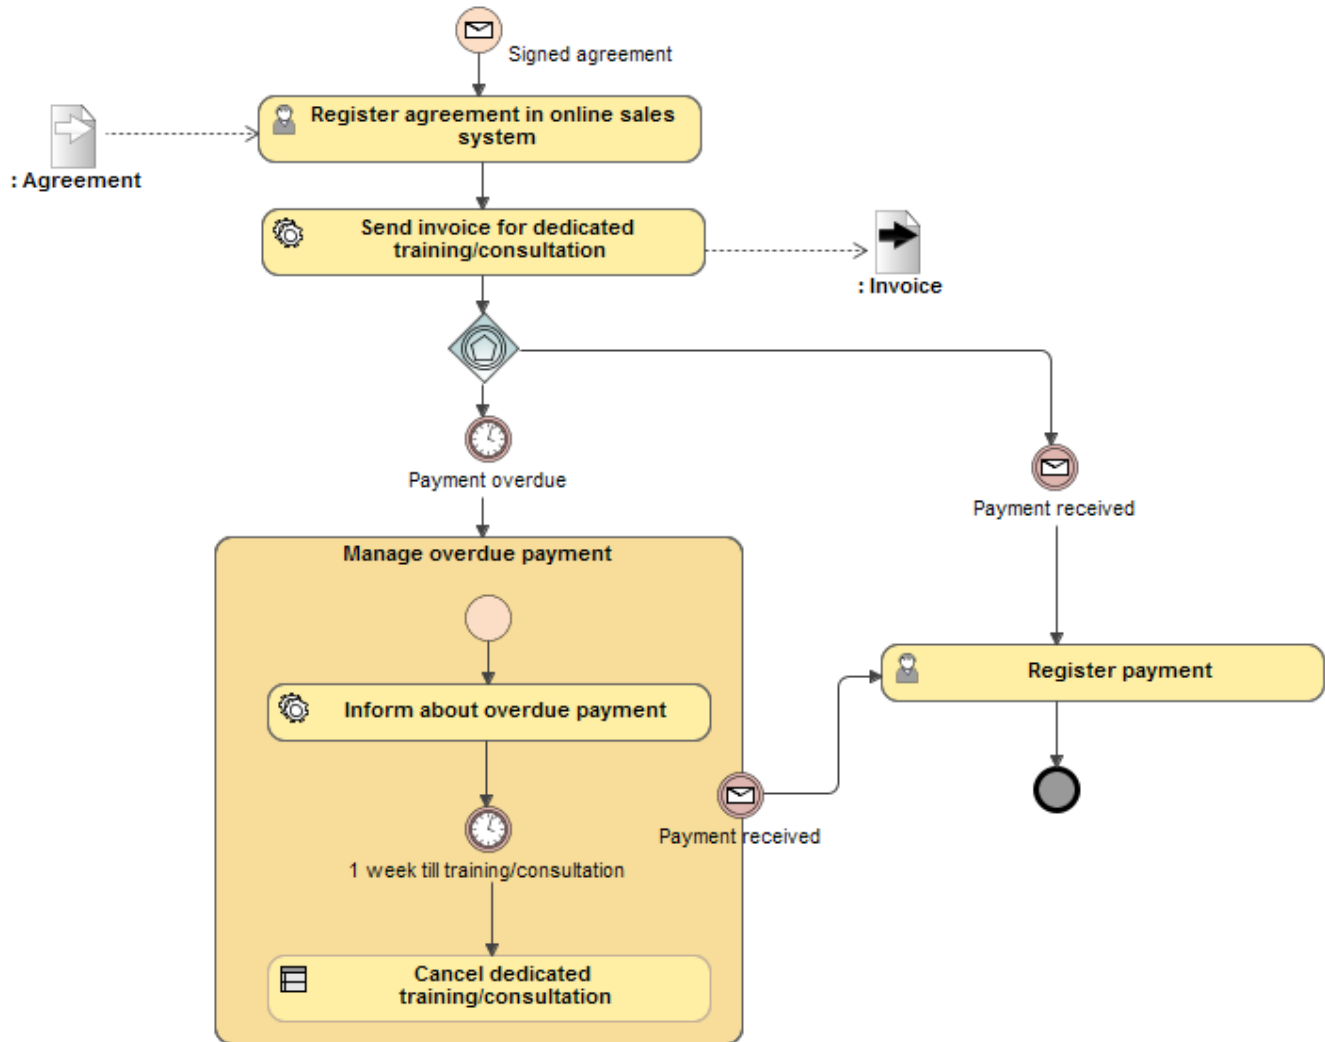 Signed agreement
Register agreement in online sales
system
: Agreement
Send invoice for dedicated
training/consultation
: Invoice
Payment overdue
Payment received
Manage overdue payment
Register payment
Inform about overdue payment
Payment received
1 week till training/consultation
Cancel dedicated
training/consultation